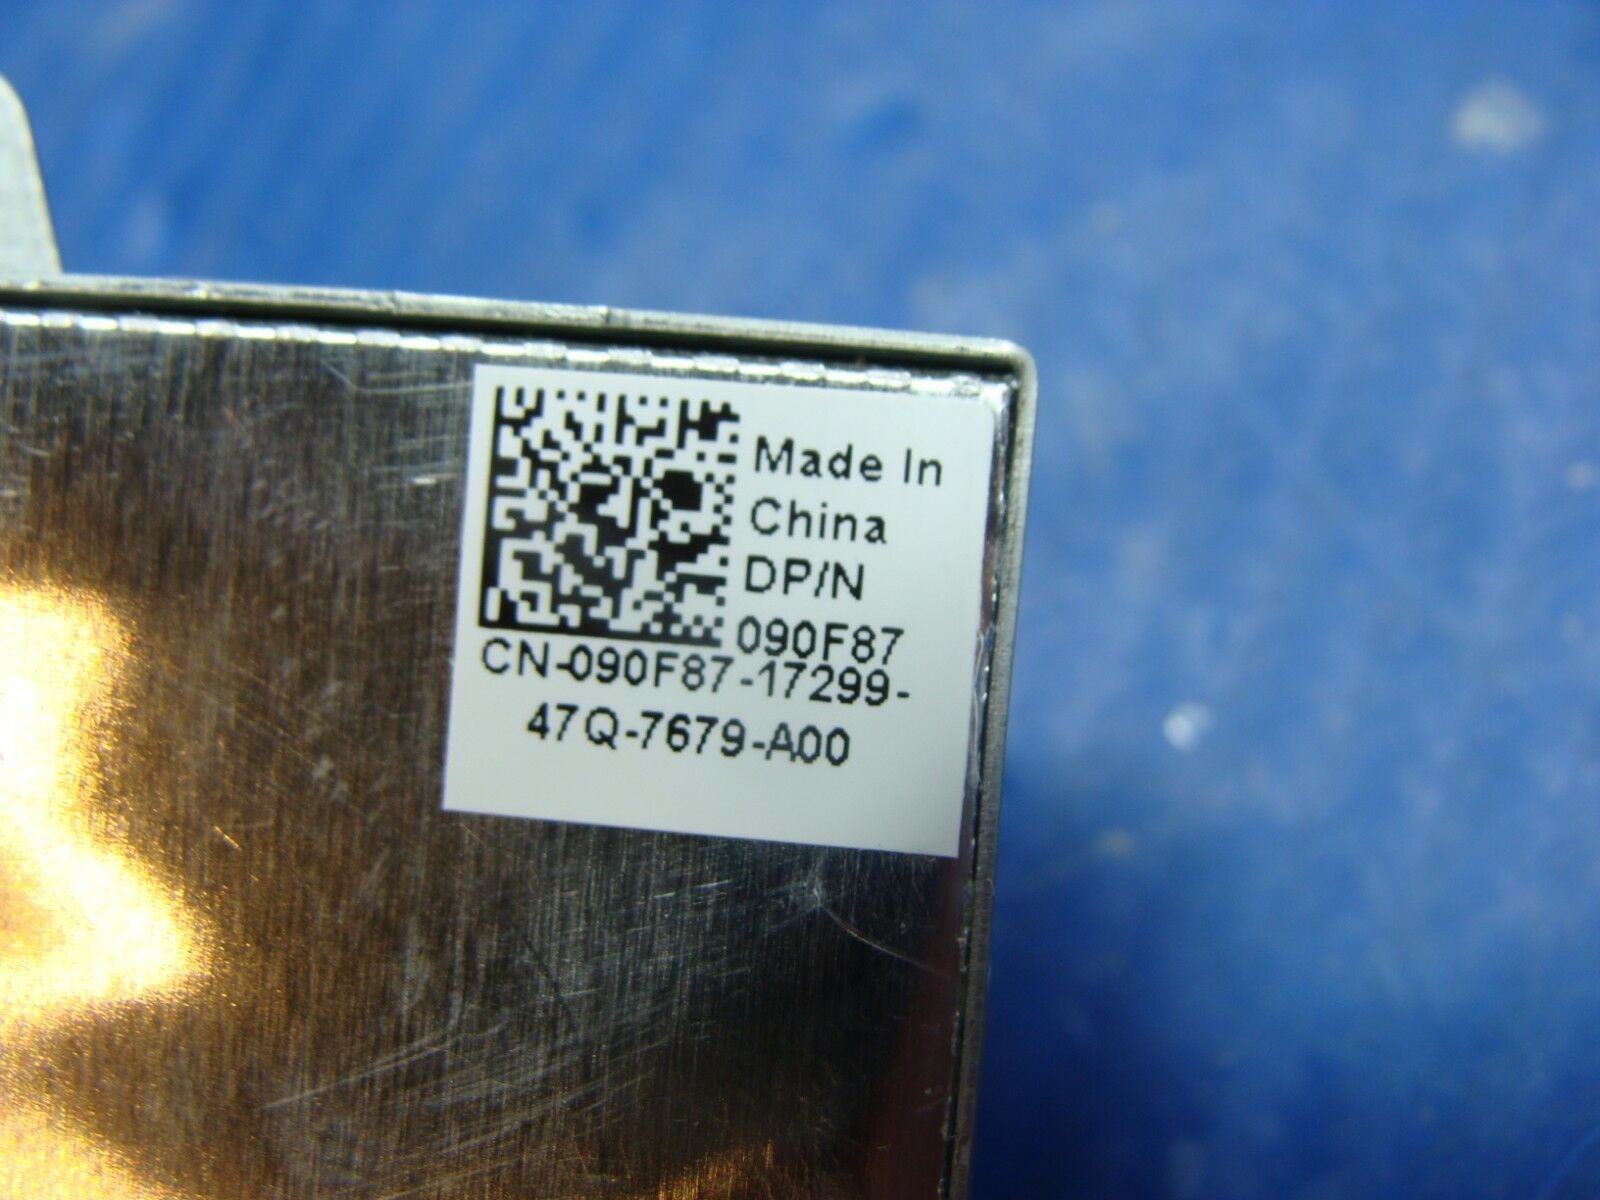 Made In
China
DP/N
090F87
CN-090F87-17299-
47Q-7679-A00